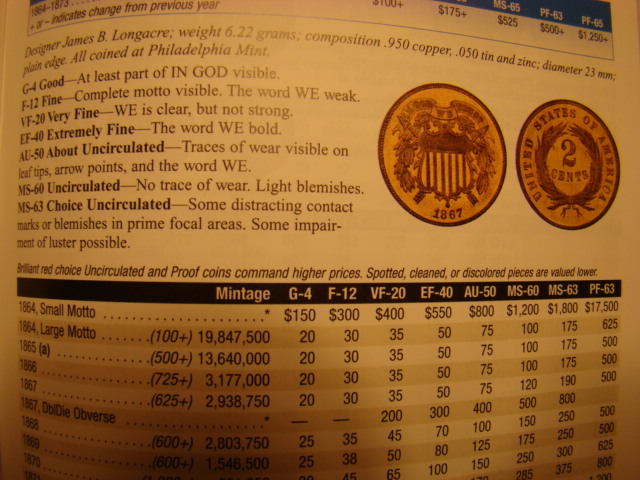 1864-1873
+ or – indicates change from previous year
$100+ $175+ MS-65 $525 PF-63 $500+ PF-65 $1,250+
Designer James B. Longacre; weight 6.22 grams; composition .950 copper, .050 tin and zinc; diameter 23 mm;
plain edge. All coined at Philadelphia Mint.
G-4 Good—At least part of IN GOD visible.
F-12 Fine—Complete motto visible. The word WE weak.
VF-20 Very Fine—WE is clear, but not strong.
EF-40 Extremely Fine—The word WE bold.
AU-50 About Uncirculated—Traces of wear visible on
leaf tips, arrow points, and the word WE.
MS-60 Uncirculated—No trace of wear. Light blemishes.
MS-63 Choice Uncirculated—Some distracting contact
marks or blemishes in prime focal areas. Some impair-
ment of luster possible.
1867
UNITED STATES OF AMERICA
2
CENTS
Brilliant red choice Uncirculated and Proof coins command higher prices. Spotted, cleaned, or discolored pieces are valued lower.
Mintage G-4 F-12 VF-20 EF-40 AU-50 MS-60 MS-63 PF-63
1864, Small Motto . . . . . . . . . . . . . . . . . . . . * $150 $300 $400 $550 $800 $1,200 $1,800 $17,500
1864, Large Motto . . . . . . . .(100+) 19,847,500 20 30 35 50 75 100 175 625
1865 (a) . . . . . . . . . . . . .(500+) 13,640,000 20 30 35 50 75 100 175 500
1866 . . . . . . . . . . . . . . .(725+) 3,177,000 20 30 35 50 75 100 175 500
1867 . . . . . . . . . . . . . . .(625+) 2,938,750 20 30 35 50 75 120 190 500
1867, DblDie Obverse . . . . . . . . . . . . . . . . . * — — 200 300 400 500 800
1868 . . . . . . . . . . . . . . .(600+) 2,803,750 25 35 45 70 100 150 250 500
1869 . . . . . . . . . . . . . . .(600+) 1,546,500 25 38 50 80 125 175 250 500
1870 45 65 100 150 250 300 625
285 375 800